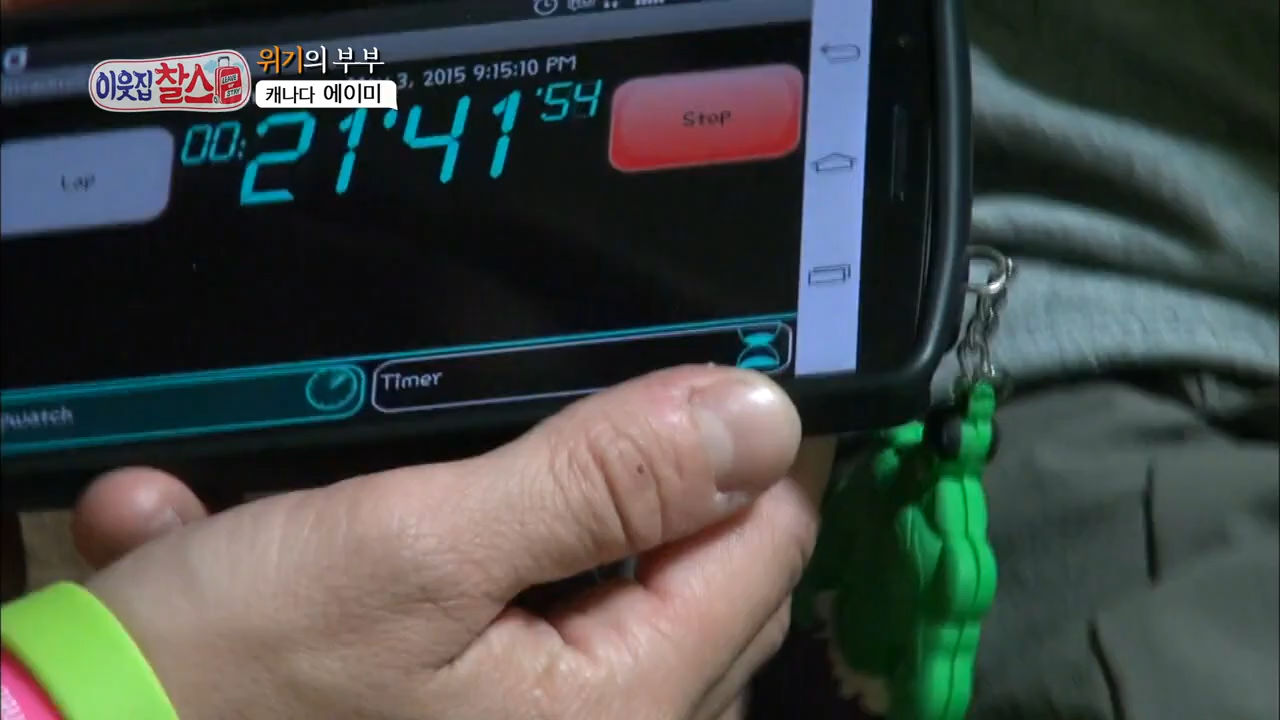 위기의 부부
이웃집 찰스
LEAVE or STAY
캐나다 에이미
3, 2015 9:15:10 PM
00:21'41'54
Stop
Lap
Timer